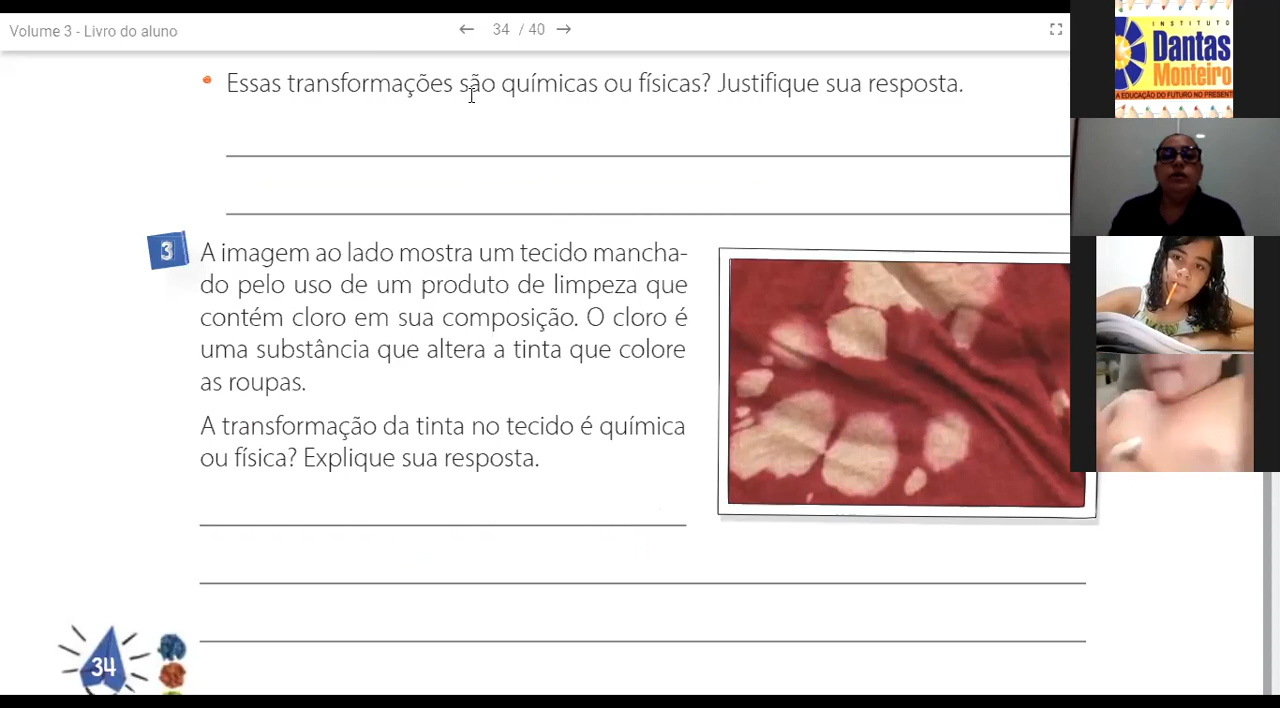 Volume 3 - Livro do aluno
34 / 40
Essas transformações são químicas ou físicas? Justifique sua resposta.
3
A imagem ao lado mostra um tecido mancha-
do pelo uso de um produto de limpeza que
contém cloro em sua composição. O cloro é
uma substância que altera a tinta que colore
as roupas.
A transformação da tinta no tecido é química
ou física? Explique sua resposta.
34
INSTITUTO
Dantas
Monteiro
A EDUCAÇÃO DO FUTURO NO PRESENT